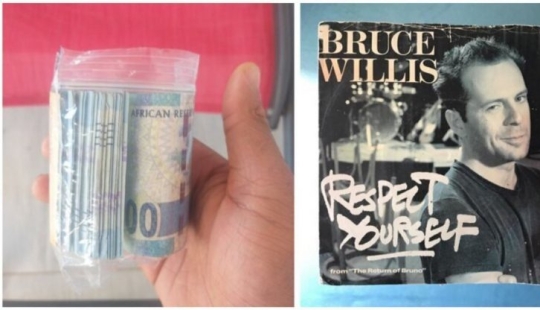 AFRICAN RE
00
BRUCE
WILLIS
RESPECT
YOURSELF
from "The Return of Bruno"